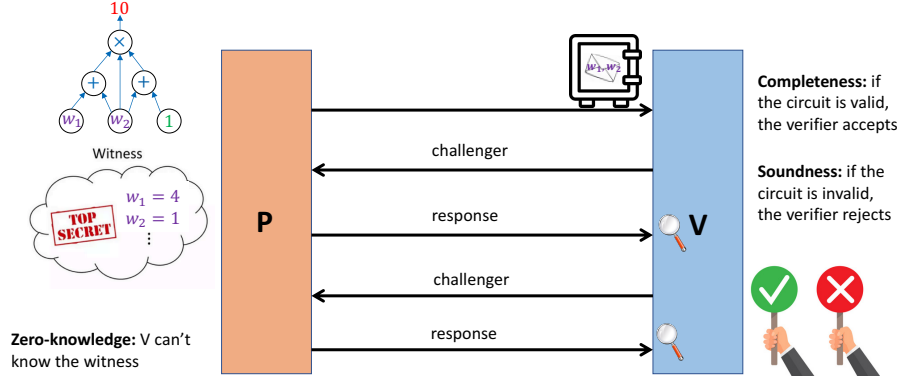 10
×
+ +
w₁ w₂ 1
Witness
TOP
SECRET
w₁ = 4
w₂ = 1
⋮
Zero-knowledge: V can't
know the witness
P
w₁, w₂
challenger
response
challenger
response
V
Completeness: if
the circuit is valid,
the verifier accepts
Soundness: if the
circuit is invalid,
the verifier rejects